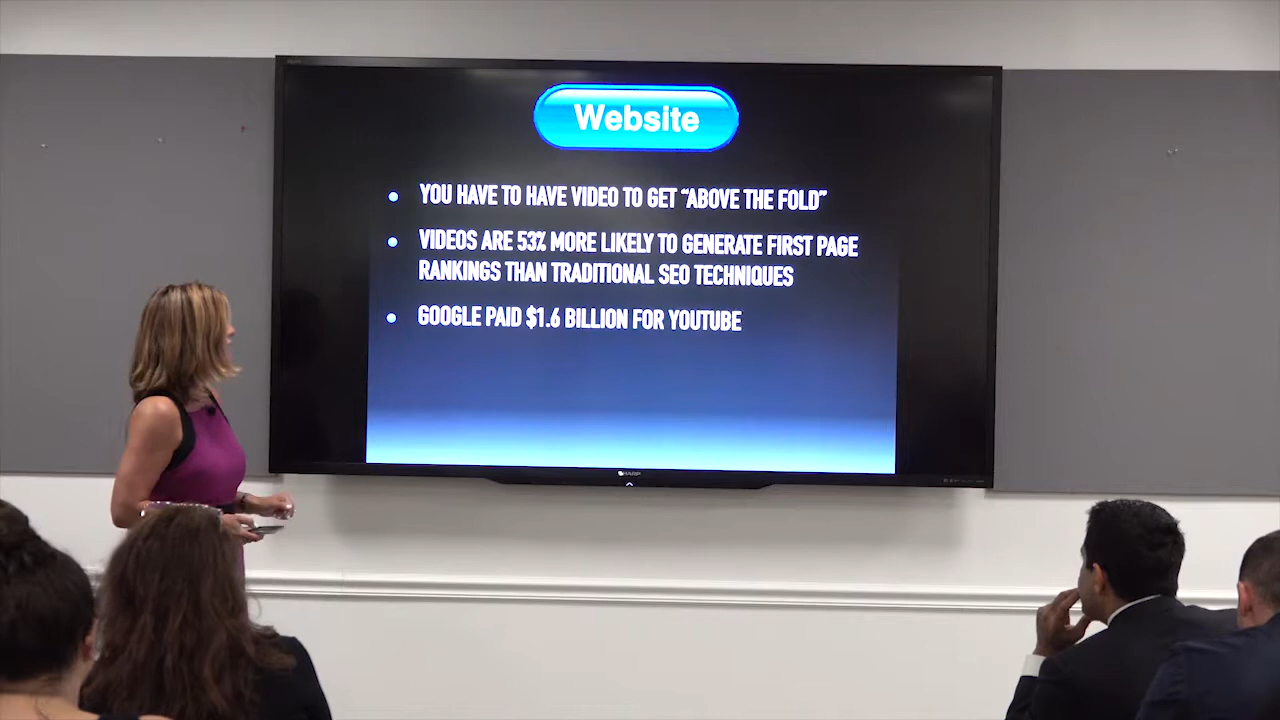 Website
YOU HAVE TO HAVE VIDEO TO GET “ABOVE THE FOLD”
VIDEOS ARE 53% MORE LIKELY TO GENERATE FIRST PAGE
RANKINGS THAN TRADITIONAL SEO TECHNIQUES
GOOGLE PAID $1.6 BILLION FOR YOUTUBE
SHARP